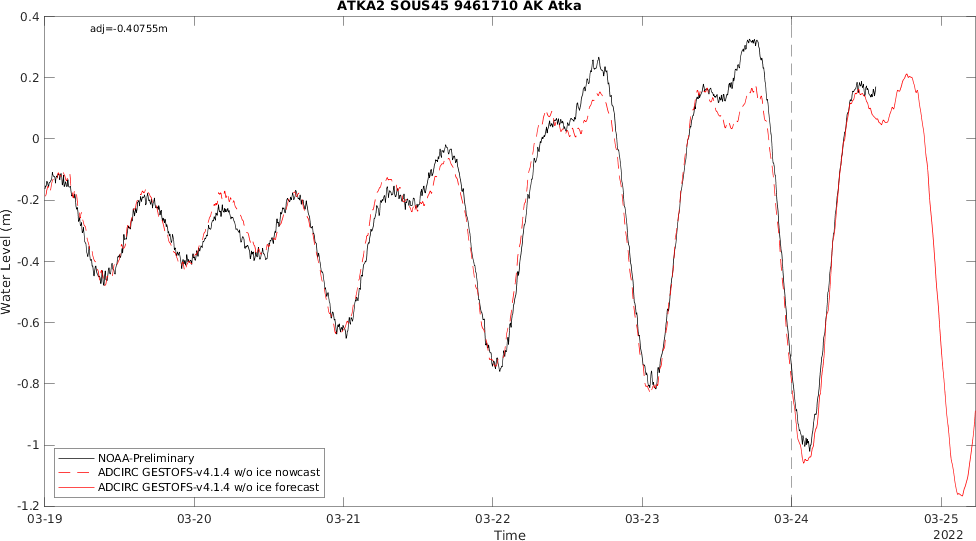 ATKA2 SOUS45 9461710 AK Atka
adj=-0.40755m
0.4
0.2
0
-0.2
-0.4
-0.6
-0.8
-1
-1.2
Water Level (m)
NOAA-Preliminary
ADCIRC GESTOFS-v4.1.4 w/o ice nowcast
ADCIRC GESTOFS-v4.1.4 w/o ice forecast
03-19 03-20 03-21 03-22 03-23 03-24 03-25
Time
2022